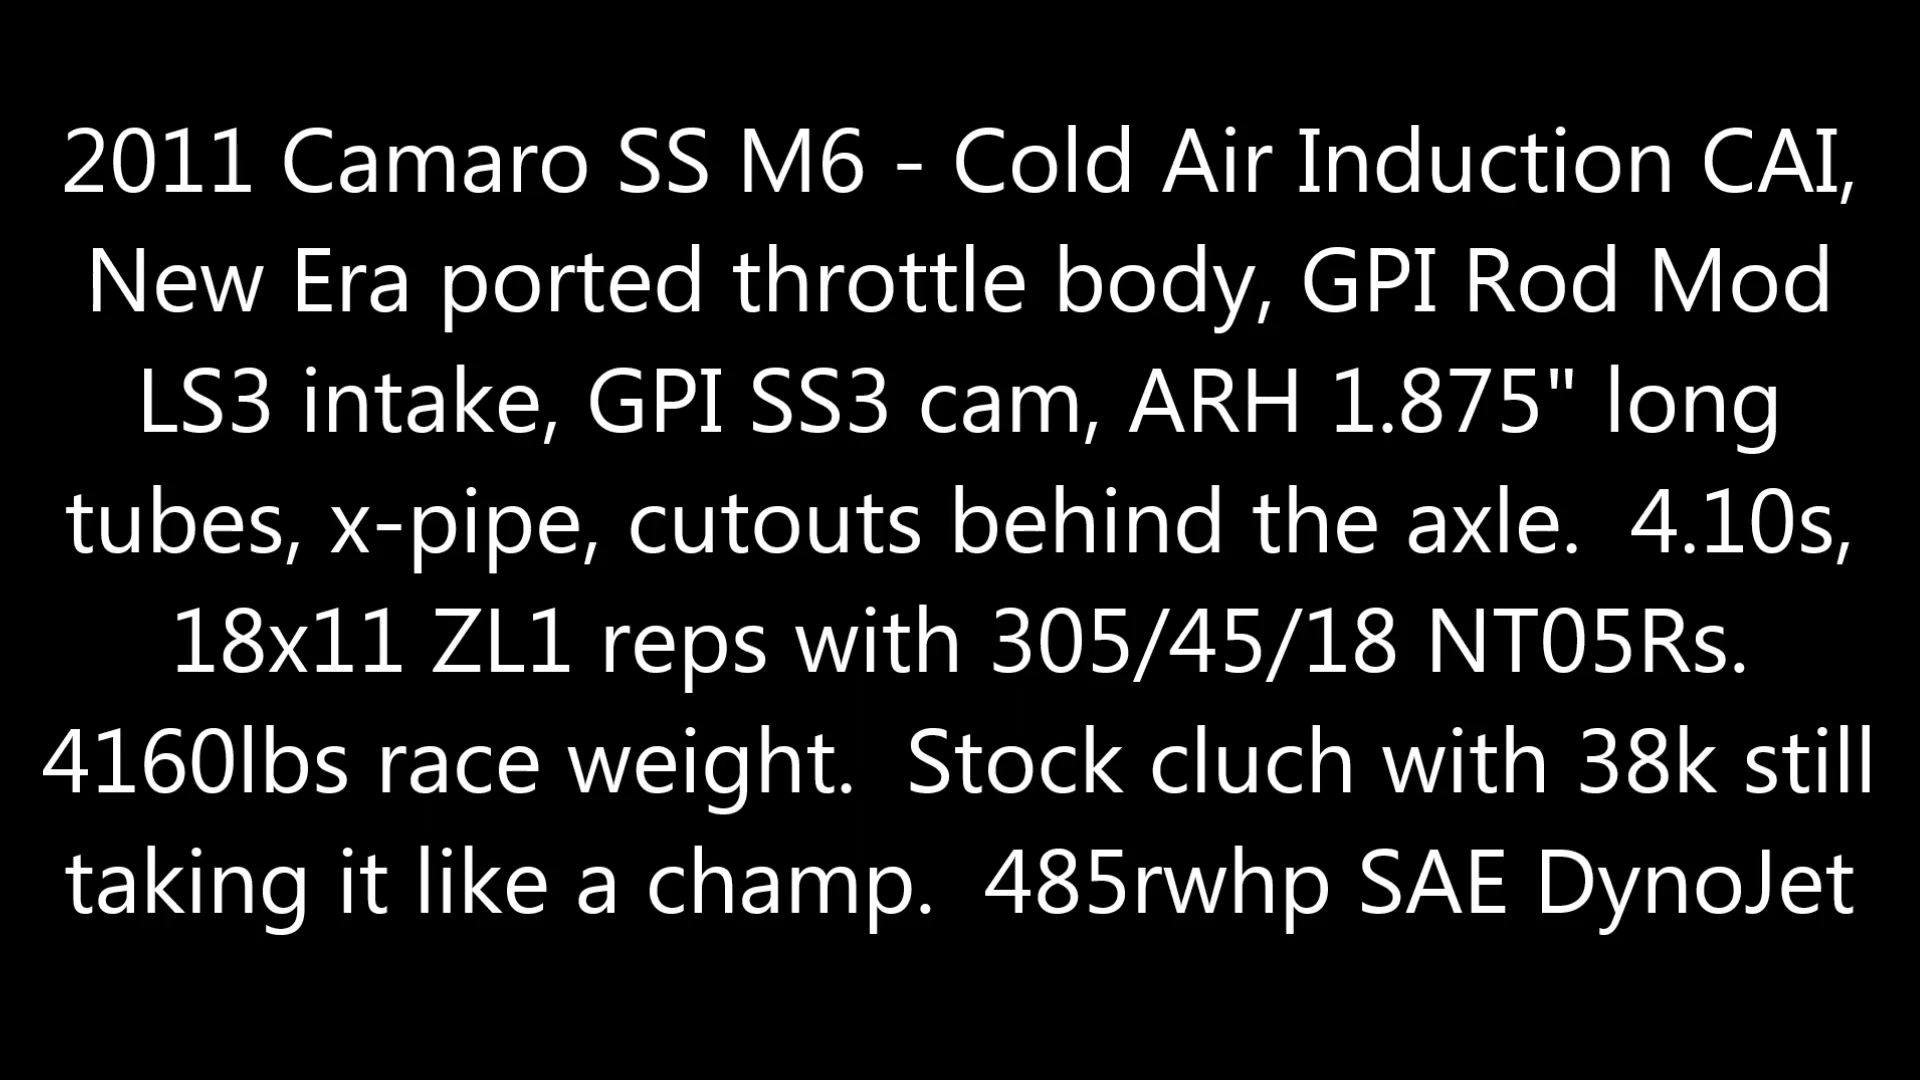 2011 Camaro SS M6 - Cold Air Induction CAI,
New Era ported throttle body, GPI Rod Mod
LS3 intake, GPI SS3 cam, ARH 1.875" long
tubes, x-pipe, cutouts behind the axle.  4.10s,
18x11 ZL1 reps with 305/45/18 NT05Rs.
4160lbs race weight.  Stock cluch with 38k still
taking it like a champ.  485rwhp SAE DynoJet